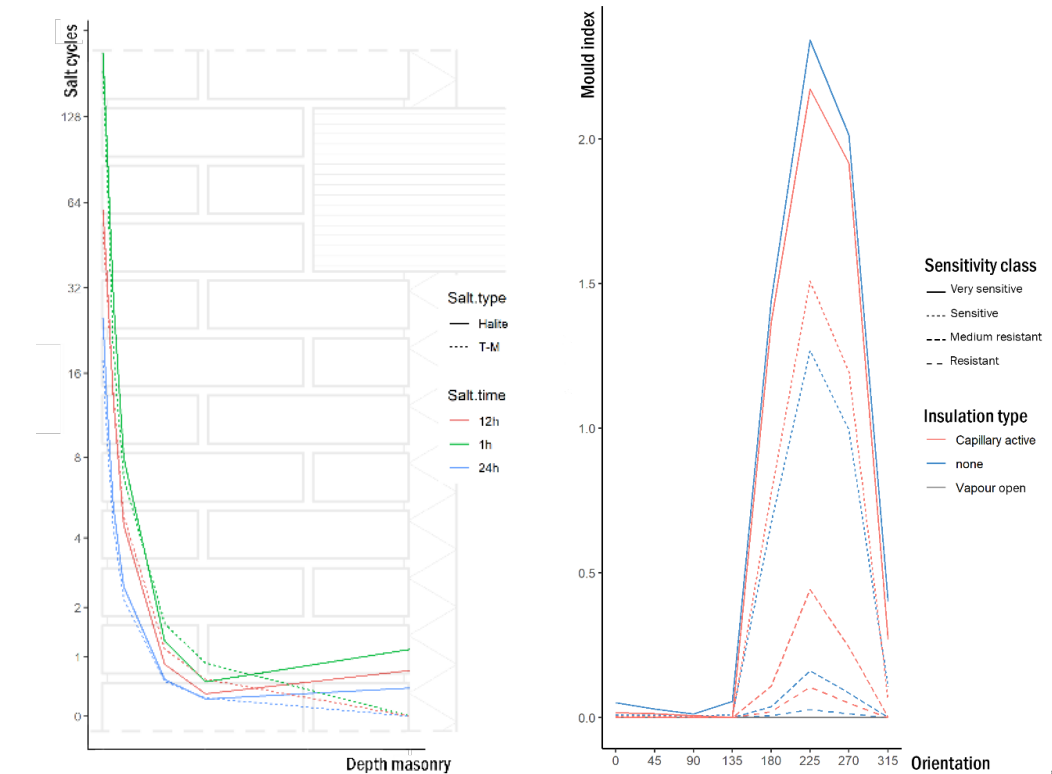 Salt cycles
128
64
32
16
8
4
2
1
0
Depth masonry
Salt.type
Halite
T-M
Salt.time
12h
1h
24h
Mould index
2.0
1.5
1.0
0.5
0.0
0 45 90 135 180 225 270 315
Orientation
Sensitivity class
Very sensitive
Sensitive
Medium resistant
Resistant
Insulation type
Capillary active
none
Vapour open